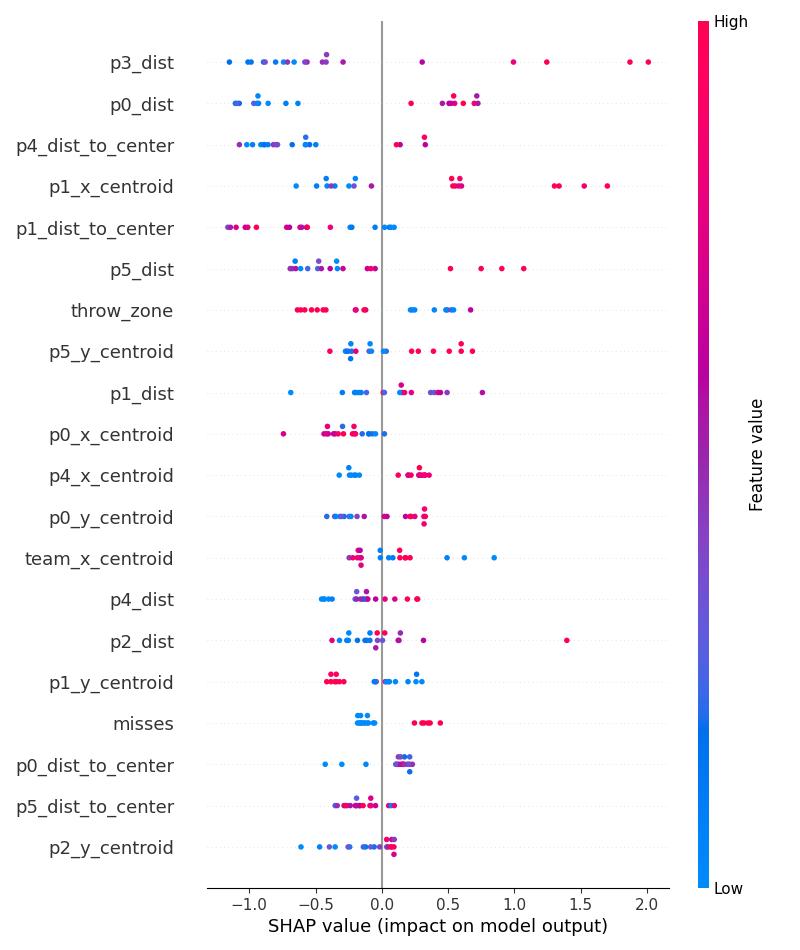 High
p3_dist
p0_dist
p4_dist_to_center
p1_x_centroid
p1_dist_to_center
p5_dist
throw_zone
p5_y_centroid
p1_dist
p0_x_centroid
p4_x_centroid
p0_y_centroid
team_x_centroid
p4_dist
p2_dist
p1_y_centroid
misses
p0_dist_to_center
p5_dist_to_center
p2_y_centroid
Feature value
Low
−1.0 −0.5 0.0 0.5 1.0 1.5 2.0
SHAP value (impact on model output)